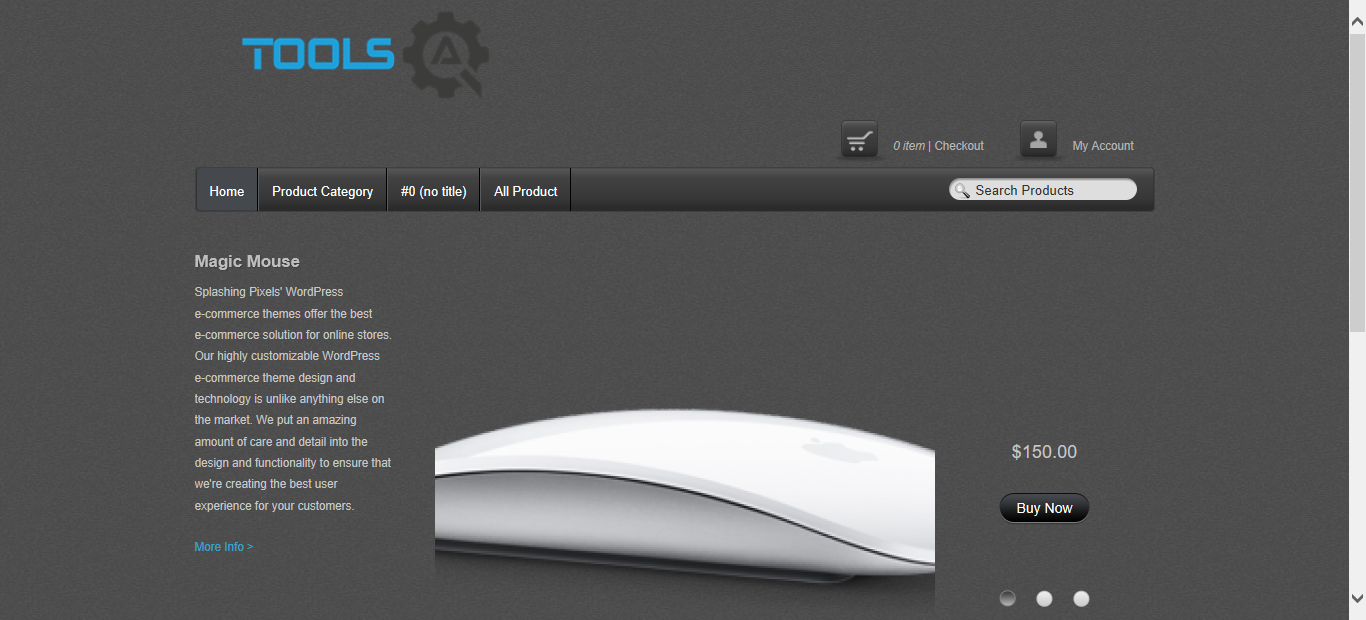 TOOLS
0 item | Checkout
My Account
Home
Product Category
#0 (no title)
All Product
Search Products
Magic Mouse
Splashing Pixels' WordPress
e-commerce themes offer the best
e-commerce solution for online stores.
Our highly customizable WordPress
e-commerce theme design and
technology is unlike anything else on
the market. We put an amazing
amount of care and detail into the
design and functionality to ensure that
we're creating the best user
experience for your customers.
More Info >
$150.00
Buy Now